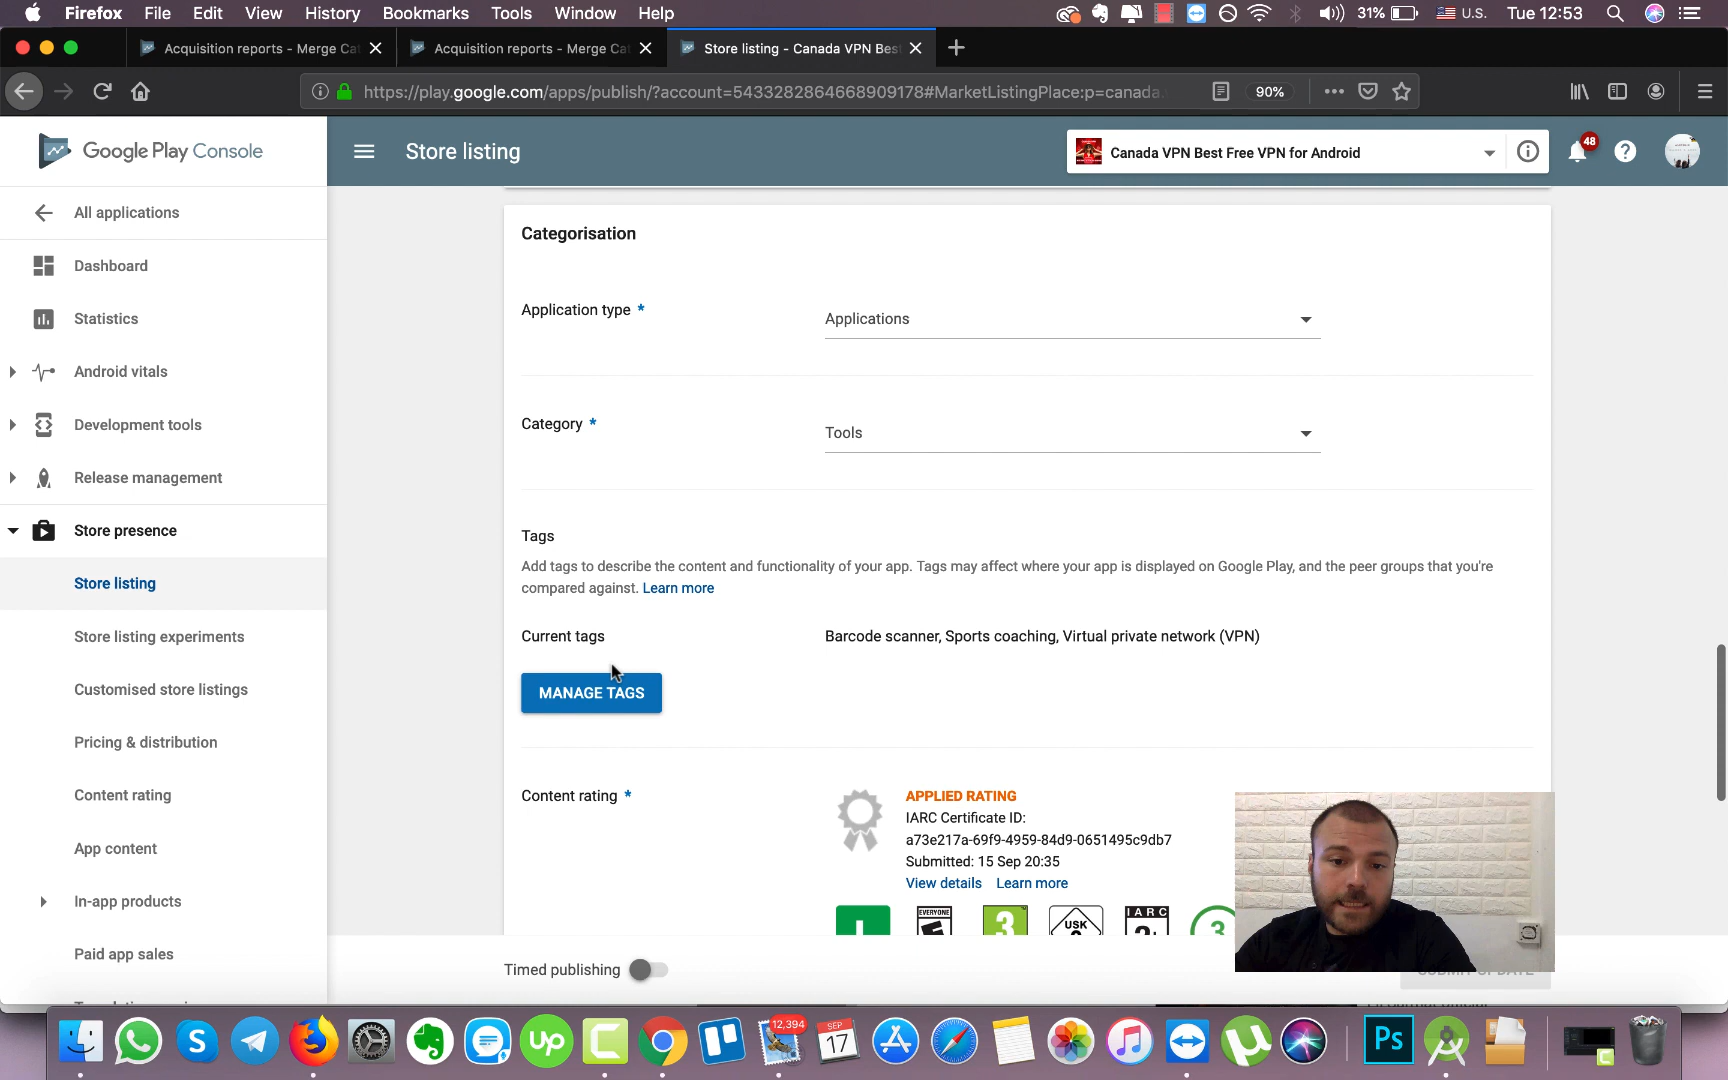 Firefox File Edit View History Bookmarks Tools Window Help 31% U.S. Tue 12:53
Acquisition reports - Merge Cat
Acquisition reports - Merge Cat
Store listing - Canada VPN Bes
https://play.google.com/apps/publish/?account=5433282864668909178#MarketListingPlace:p=canada. 90%
Google Play Console
Store listing
Canada VPN Best Free VPN for Android
48
All applications
Dashboard
Statistics
Android vitals
Development tools
Release management
Store presence
Store listing
Store listing experiments
Customised store listings
Pricing & distribution
Content rating
App content
In-app products
Paid app sales
Categorisation
Application type *
Applications
Category *
Tools
Tags
Add tags to describe the content and functionality of your app. Tags may affect where your app is displayed on Google Play, and the peer groups that you're
compared against. Learn more
Current tags
Barcode scanner, Sports coaching, Virtual private network (VPN)
MANAGE TAGS
Content rating *
APPLIED RATING
IARC Certificate ID:
a73e217a-69f9-4959-84d9-0651495c9db7
Submitted: 15 Sep 20:35
View details Learn more
L
EVERYONE
E
3
USK
IARC
3
Timed publishing
12,394
SEP
17
Up
Ps